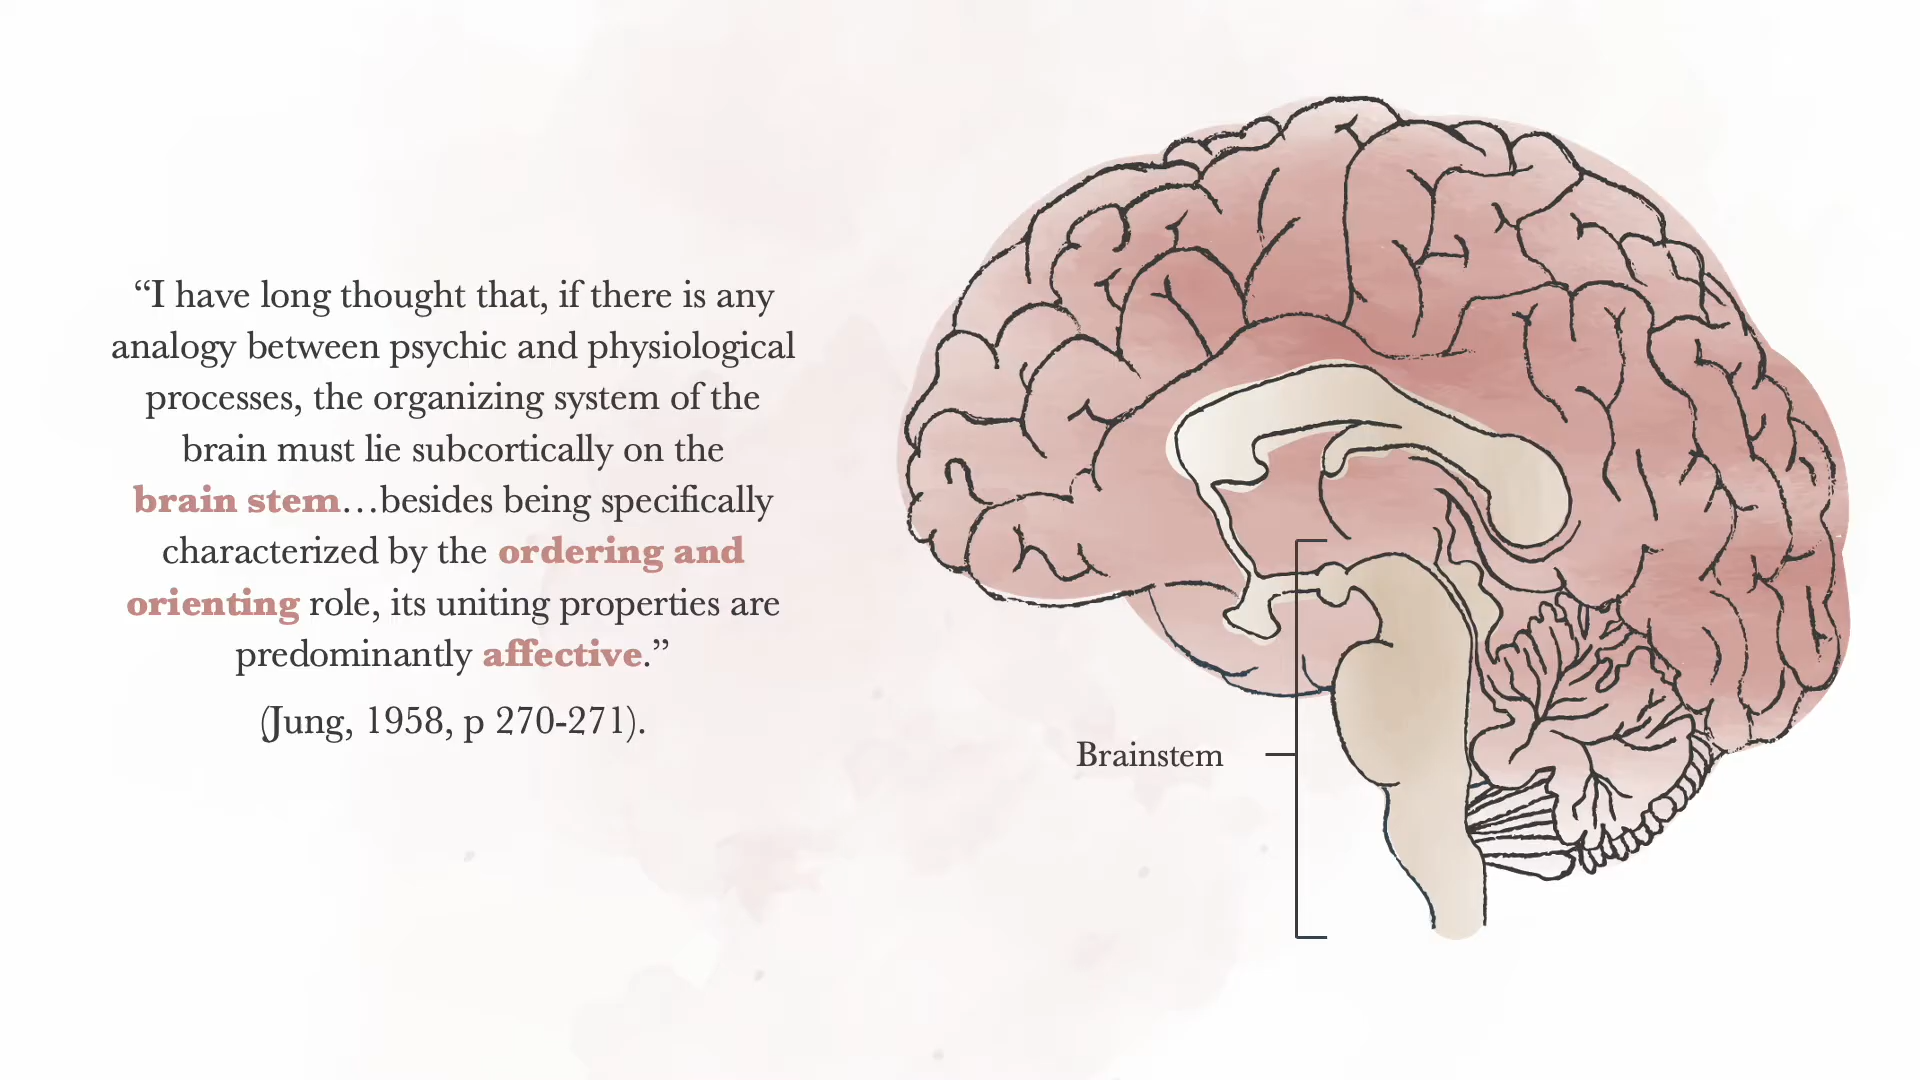 “I have long thought that, if there is any
analogy between psychic and physiological
processes, the organizing system of the
brain must lie subcortically on the
brain stem…besides being specifically
characterized by the ordering and
orienting role, its uniting properties are
predominantly affective.”
(Jung, 1958, p 270-271).
Brainstem